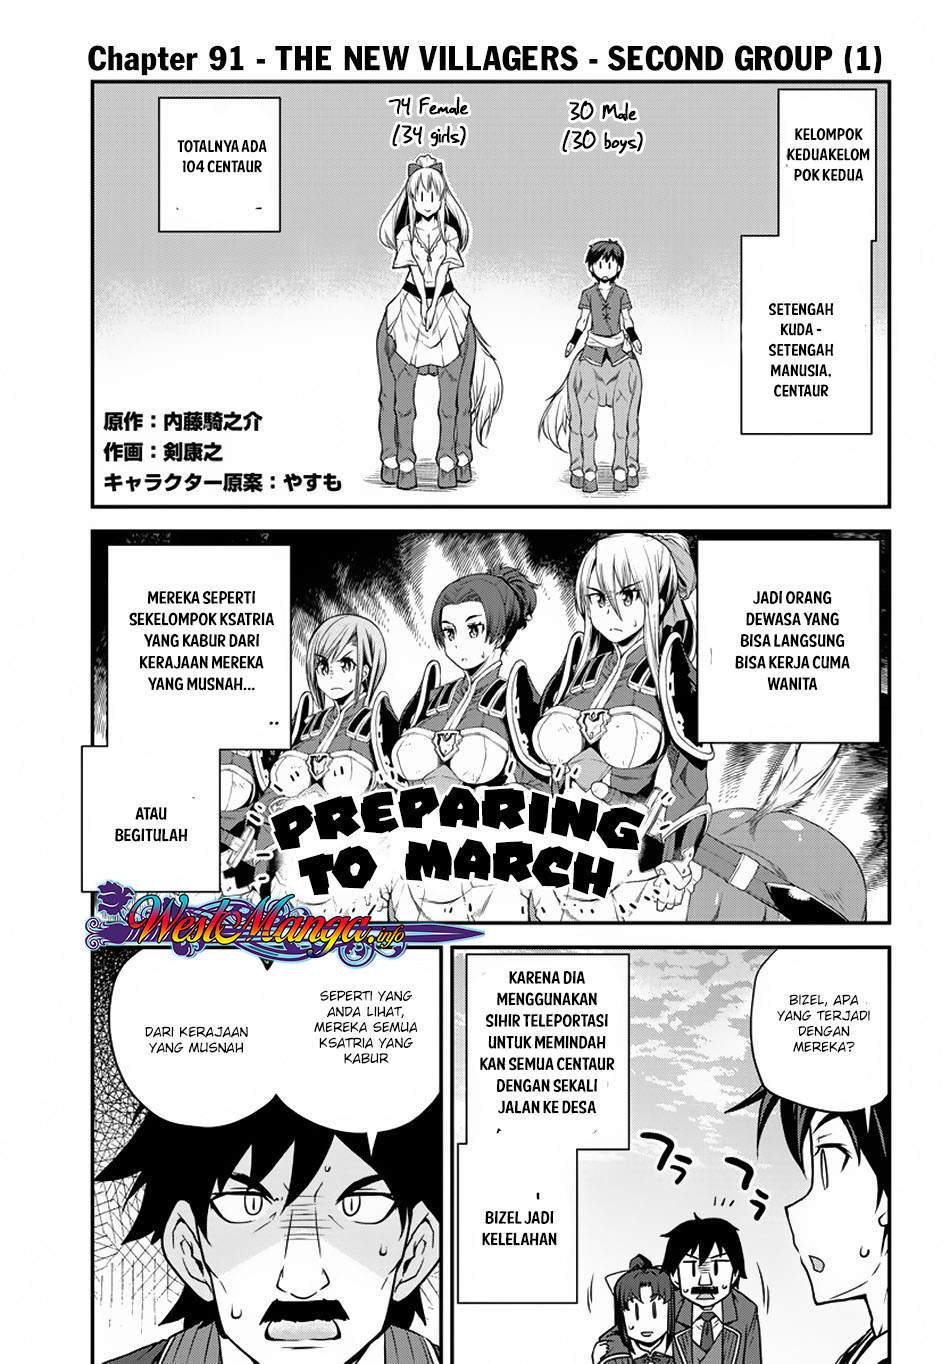 Chapter 91 - THE NEW VILLAGERS - SECOND GROUP (1)
KELOMPOK
KEDUAKELOM
POK KEDUA
SETENGAH
KUDA -
SETENGAH
MANUSIA,
CENTAUR
30 Male
(30 boys)
74 Female
(34 girls)
TOTALNYA ADA
104 CENTAUR
原作：内藤騎之介
作画：剣康之
キャラクター原案：やすも
JADI ORANG
DEWASA YANG
BISA LANGSUNG
BISA KERJA CUMA
WANITA
MEREKA SEPERTI
SEKELOMPOK KSATRIA
YANG KABUR DARI
KERAJAAN MEREKA
YANG MUSNAH...
ATAU
BEGITULAH
PREPARING
TO MARCH
WestManga.info
BIZEL, APA
YANG TERJADI
DENGAN
MEREKA?
KARENA DIA
MENGGUNAKAN
SIHIR TELEPORTASI
UNTUK MEMINDAH
KAN SEMUA CENTAUR
DENGAN SEKALI
JALAN KE DESA
BIZEL JADI
KELELAHAN
フラ
フラ
SEPERTI YANG
ANDA LIHAT,
MEREKA SEMUA
KSATRIA YANG
KABUR
DARI KERAJAAN
YANG MUSNAH